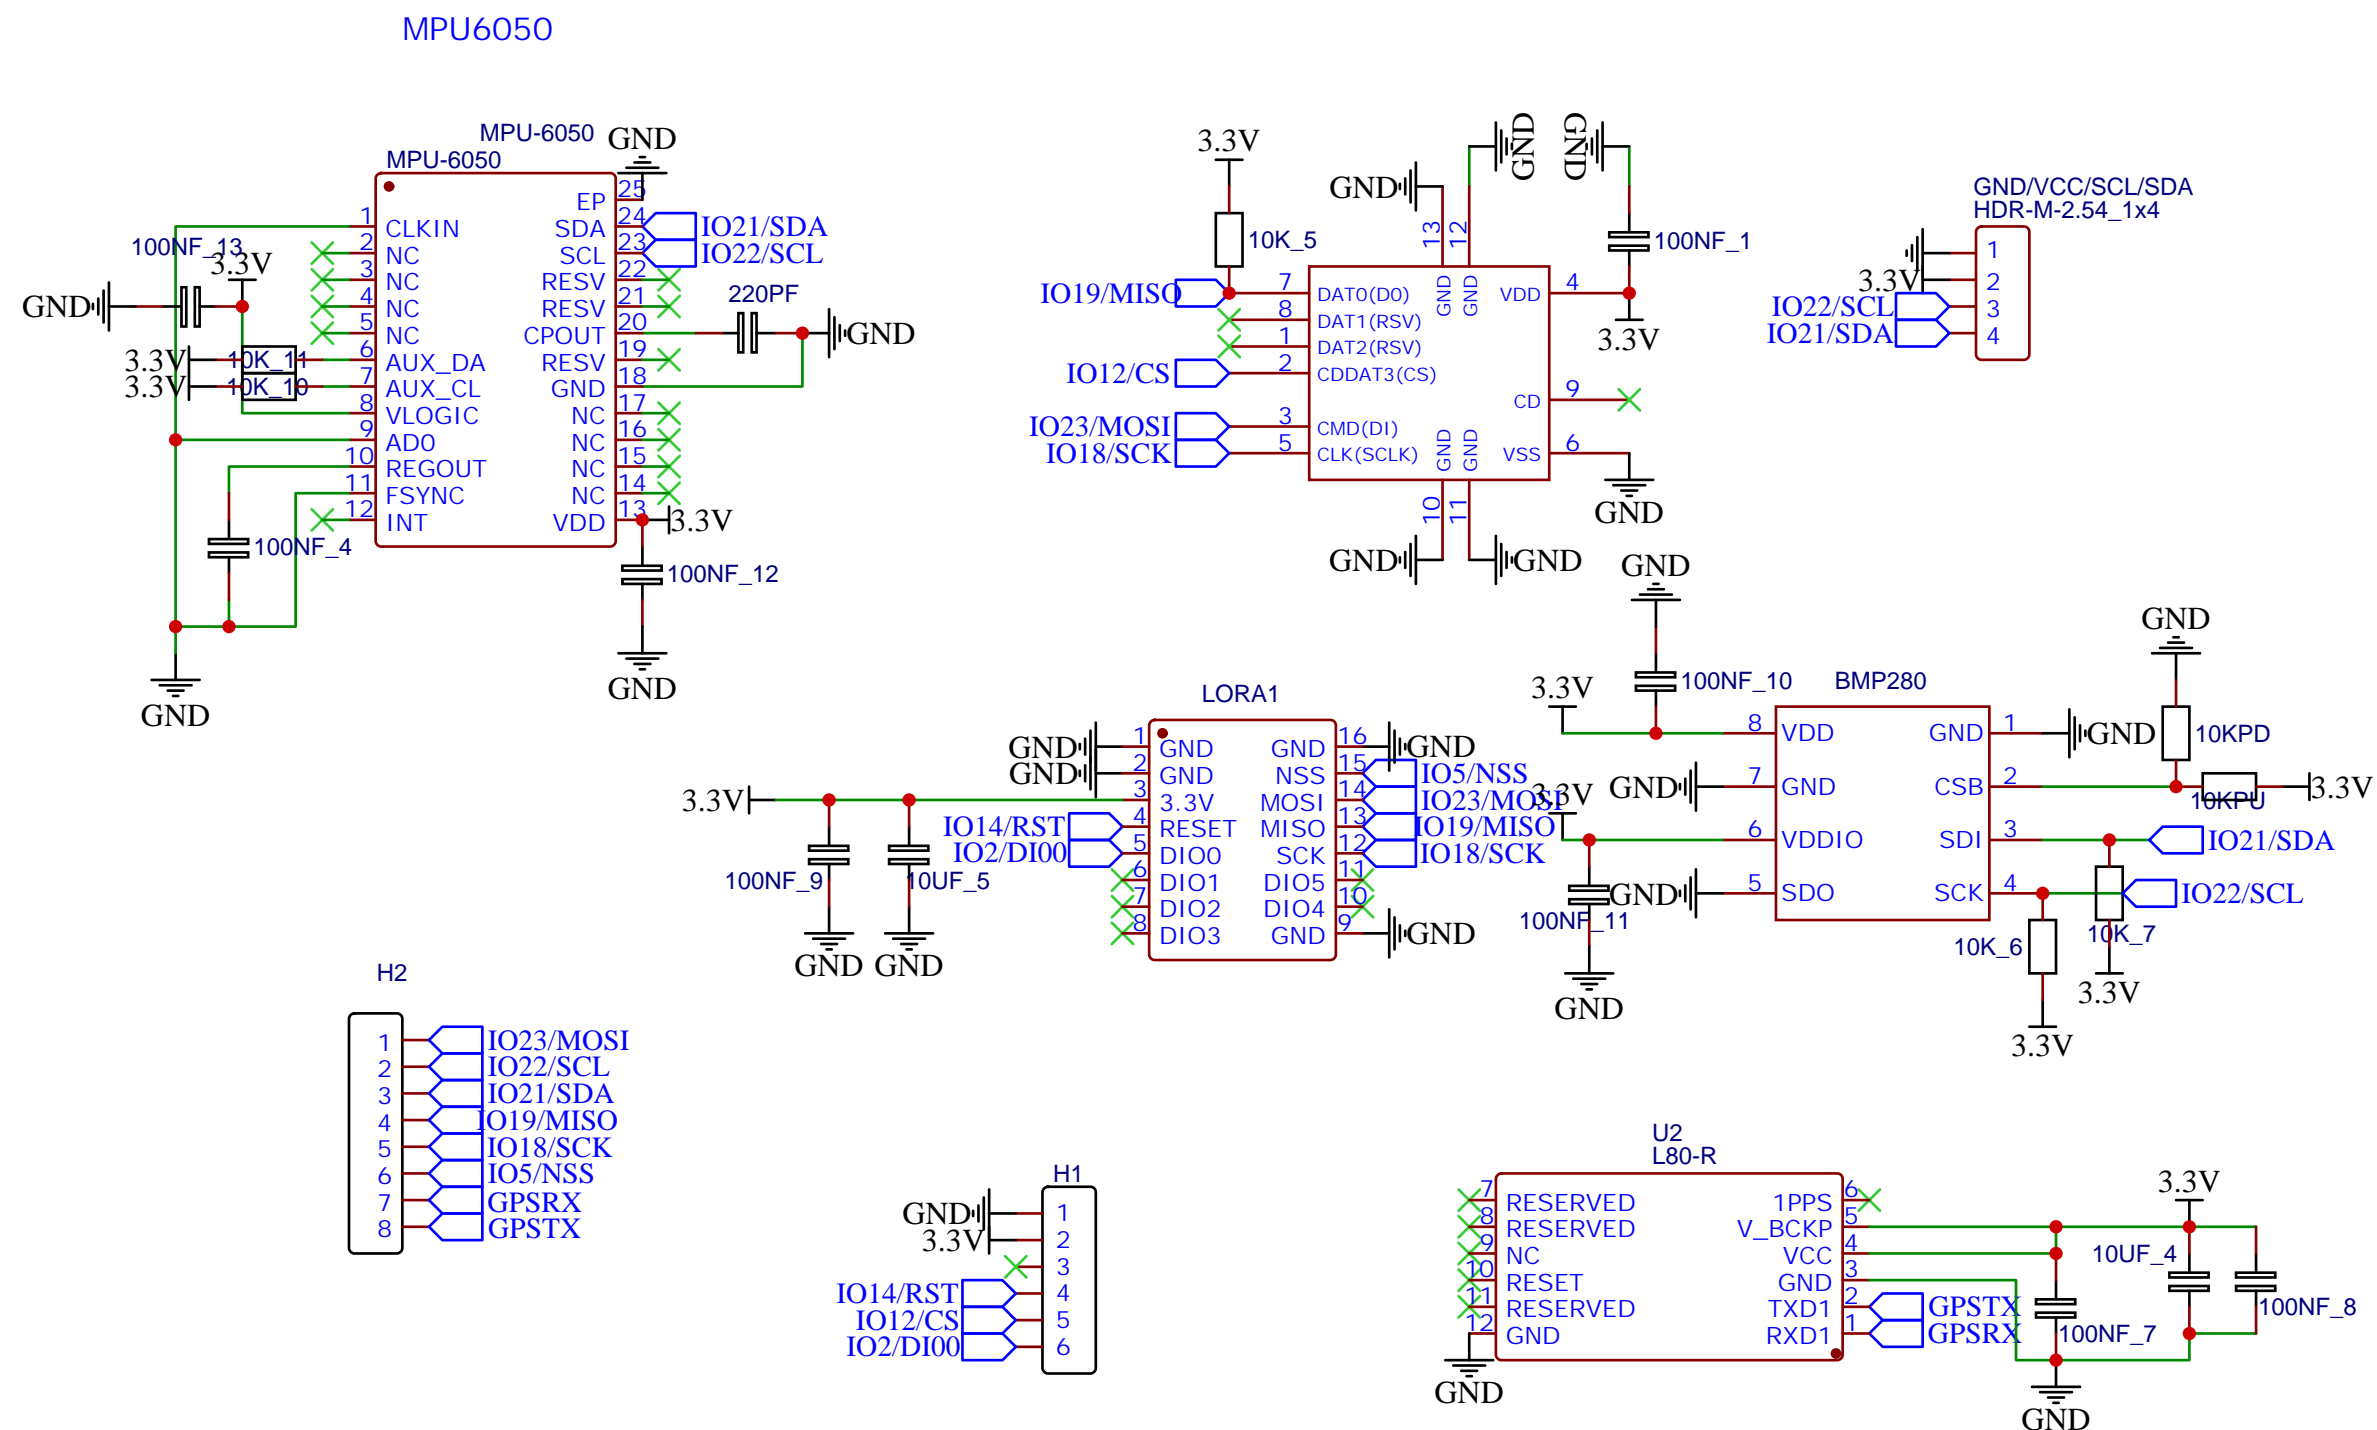 MPU6050
MPU-6050
MPU-6050
GND
1 CLKIN
2 NC
3 NC
4 NC
5 NC
6 AUX_DA
7 AUX_CL
8 VLOGIC
9 AD0
10 REGOUT
11 FSYNC
12 INT
EP 25
SDA 24 IO21/SDA
SCL 23 IO22/SCL
RESV 22
RESV 21
CPOUT 20
RESV 19
GND 18
NC 17
NC 16
NC 15
NC 14
VDD 13 3.3V
100NF_13
3.3V
GND
3.3V 10K_11
3.3V 10K_10
220PF
GND
100NF_4
GND
100NF_12
GND
3.3V
10K_5
GND
GND
GND
100NF_1
13
12
GND
GND
IO19/MISO 7 DAT0(D0)
8 DAT1(RSV)
1 DAT2(RSV)
IO12/CS 2 CDDAT3(CS)
IO23/MOSI 3 CMD(DI)
IO18/SCK 5 CLK(SCLK)
VDD 4
3.3V
CD 9
VSS 6
GND
GND
GND
10
11
GND
GND
GND/VCC/SCL/SDA
HDR-M-2.54_1x4
1
3.3V 2
IO22/SCL 3
IO21/SDA 4
LORA1
GND 1 GND
GND 2 GND
3.3V 3 3.3V
IO14/RST 4 RESET
IO2/DI00 5 DIO0
6 DIO1
7 DIO2
8 DIO3
GND 16 GND
NSS 15 IO5/NSS
MOSI 14 IO23/MOSI
MISO 13 IO19/MISO
SCK 12 IO18/SCK
DIO5 11
DIO4 10
GND 9 GND
100NF_9
10UF_5
GND
GND
GND
100NF_10
3.3V
BMP280
8 VDD
GND 7 GND
3.3V
6 VDDIO
GND 5 SDO
GND 1 GND
CSB 2
SDI 3 IO21/SDA
SCK 4 IO22/SCL
GND
10KPD
10KPU
3.3V
100NF_11
GND
10K_6
3.3V
10K_7
3.3V
H2
1 IO23/MOSI
2 IO22/SCL
3 IO21/SDA
4 IO19/MISO
5 IO18/SCK
6 IO5/NSS
7 GPSRX
8 GPSTX
H1
GND 1
3.3V 2
3
IO14/RST 4
IO12/CS 5
IO2/DI00 6
U2
L80-R
7 RESERVED
8 RESERVED
9 NC
10 RESET
11 RESERVED
12 GND
GND
1PPS 6
V_BCKP 5
VCC 4
GND 3
TXD1 2 GPSTX
RXD1 1 GPSRX
3.3V
10UF_4
100NF_8
100NF_7
GND